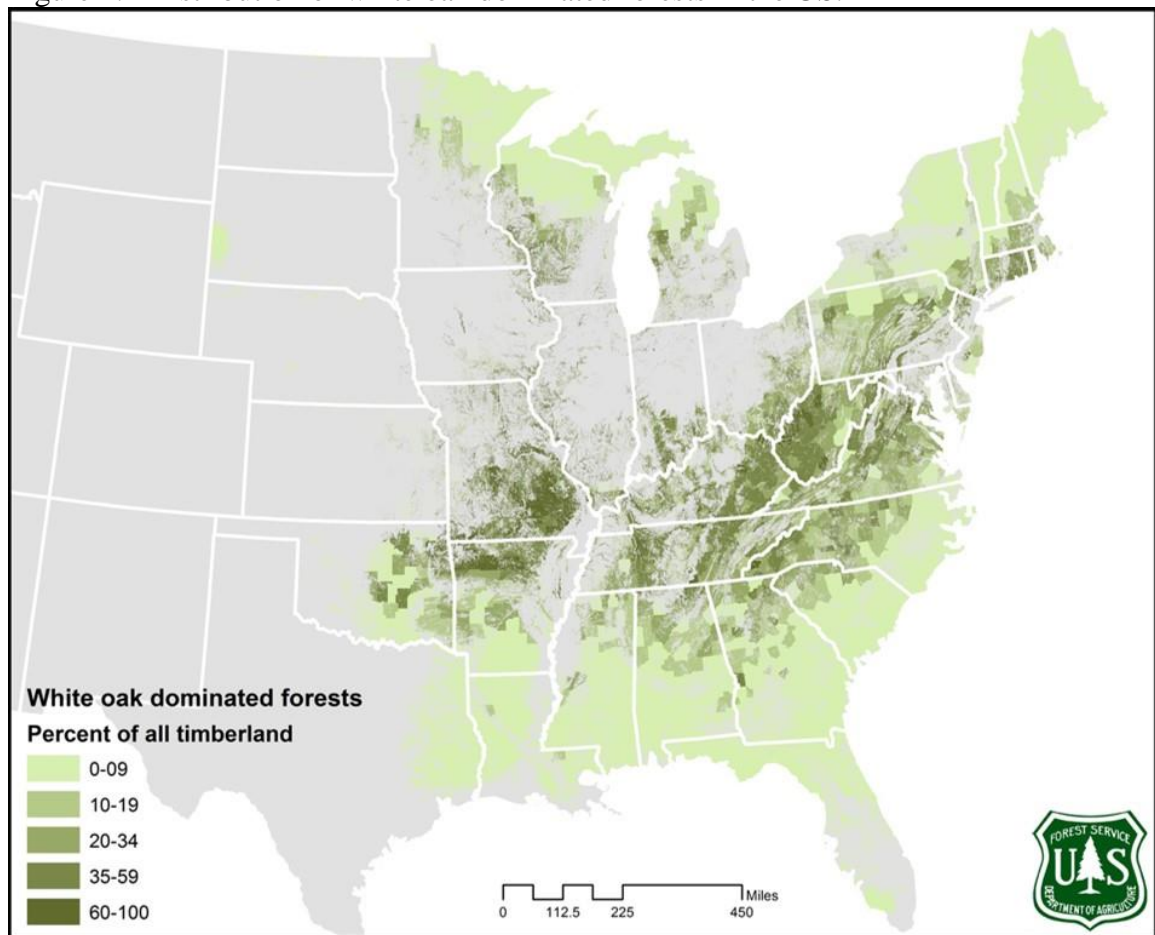 White oak dominated forests
Percent of all timberland
0-09
10-19
20-34
35-59
60-100
Miles
0 112.5 225 450
FOREST SERVICE
U S
DEPARTMENT OF AGRICULTURE